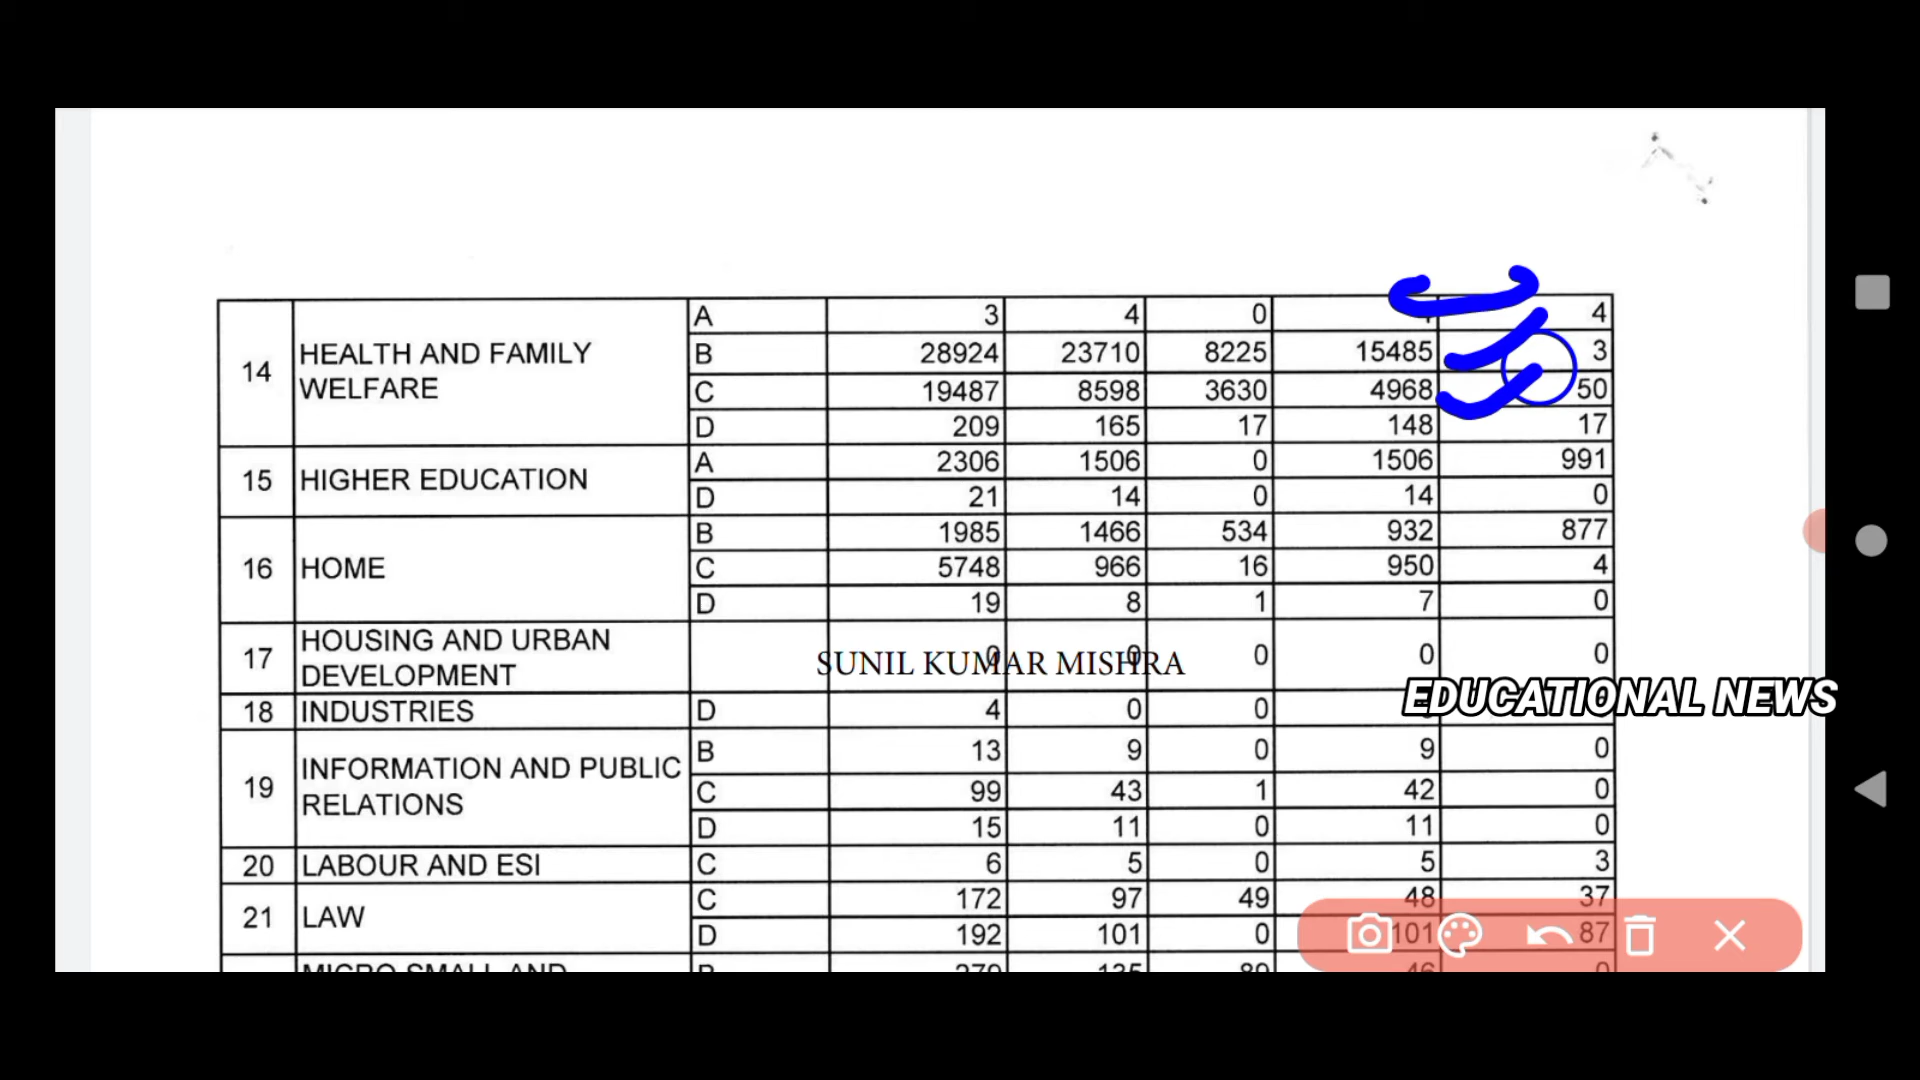 14 HEALTH AND FAMILY WELFARE A 3 4 0 4
B 28924 23710 8225 15485 3
C 19487 8598 3630 4968 50
D 209 165 17 148 17
15 HIGHER EDUCATION A 2306 1506 0 1506 991
D 21 14 0 14 0
16 HOME B 1985 1466 534 932 877
C 5748 966 16 950 4
D 19 8 1 7 0
17 HOUSING AND URBAN DEVELOPMENT 0 0 0 0 0
SUNIL KUMAR MISHRA
EDUCATIONAL NEWS
18 INDUSTRIES D 4 0 0
19 INFORMATION AND PUBLIC RELATIONS B 13 9 0 9 0
C 99 43 1 42 0
D 15 11 0 11 0
20 LABOUR AND ESI C 6 5 0 5 3
21 LAW C 172 97 49 48 37
D 192 101 0 101 87